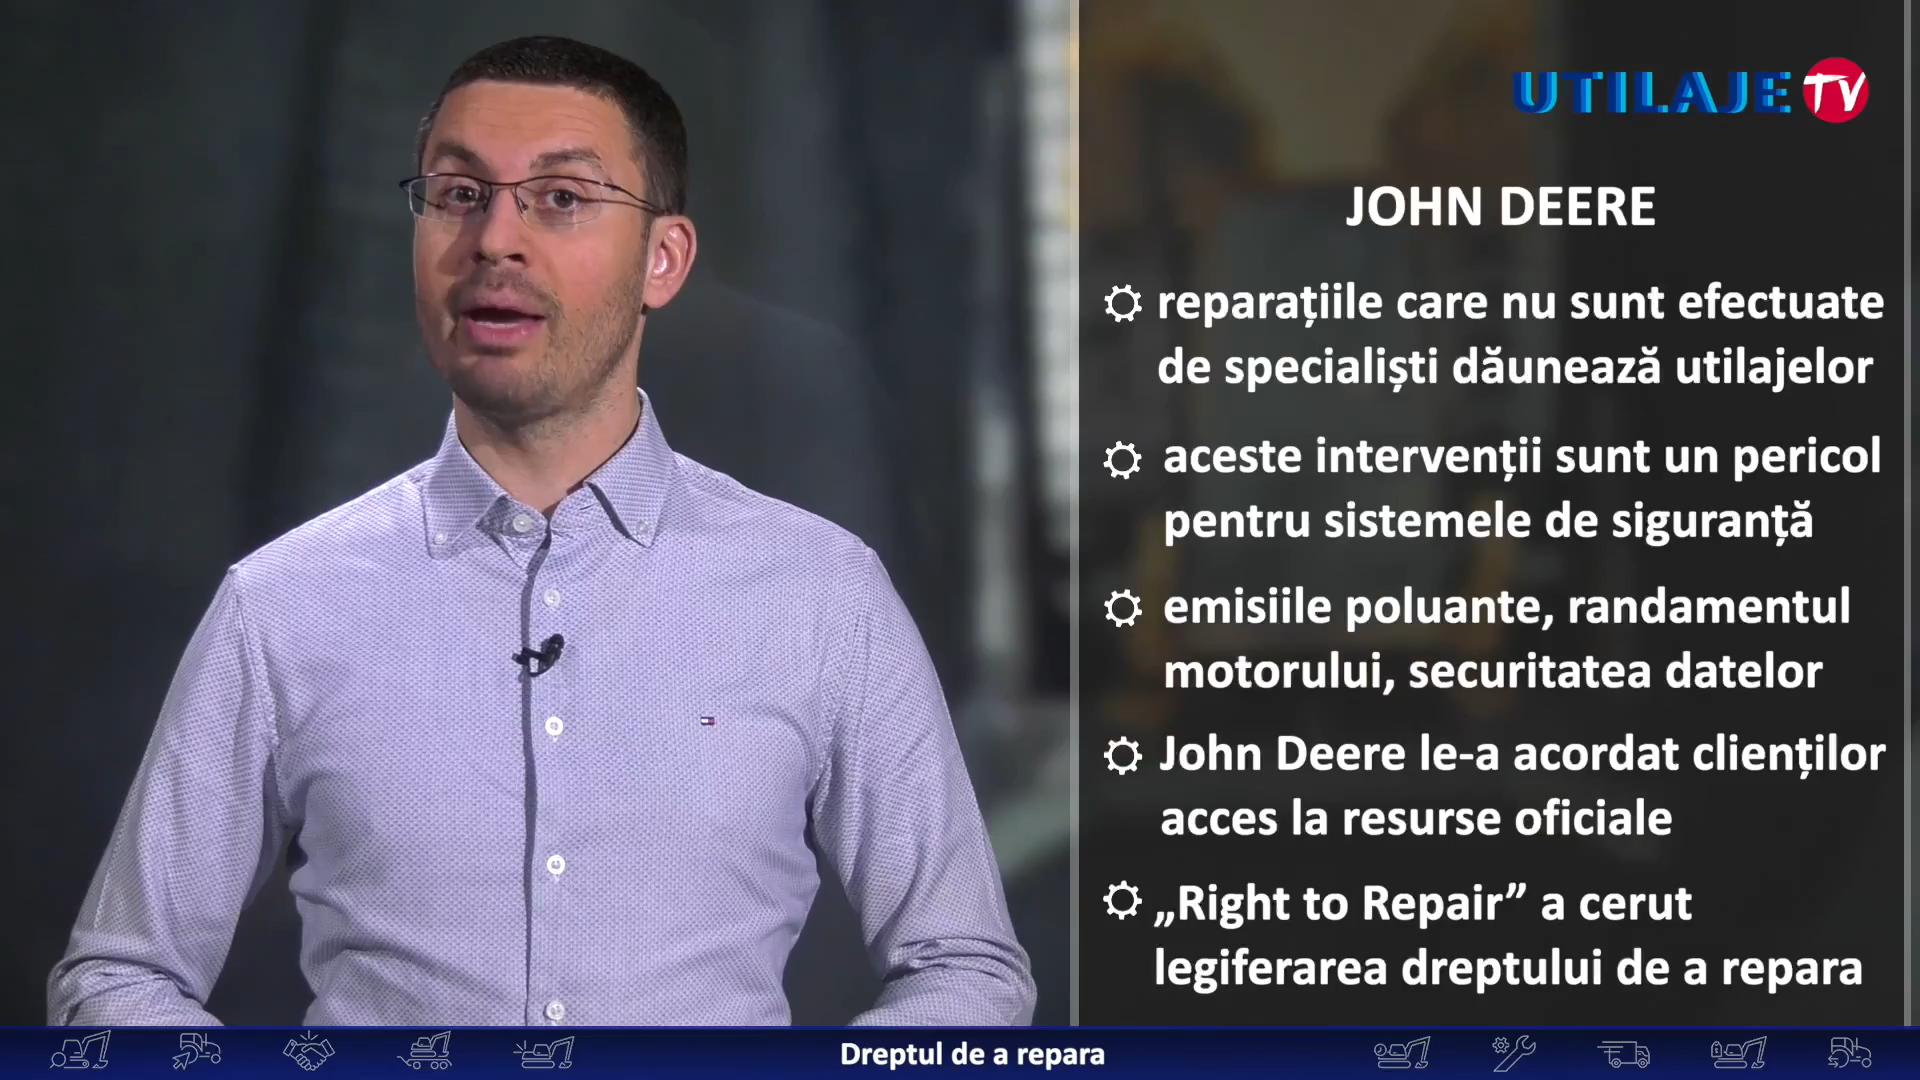 UTILAJE TV
JOHN DEERE
reparațiile care nu sunt efectuate
de specialiști dăunează utilajelor
aceste intervenții sunt un pericol
pentru sistemele de siguranță
emisiile poluante, randamentul
motorului, securitatea datelor
John Deere le-a acordat clienților
acces la resurse oficiale
„Right to Repair” a cerut
legiferarea dreptului de a repara
Dreptul de a repara